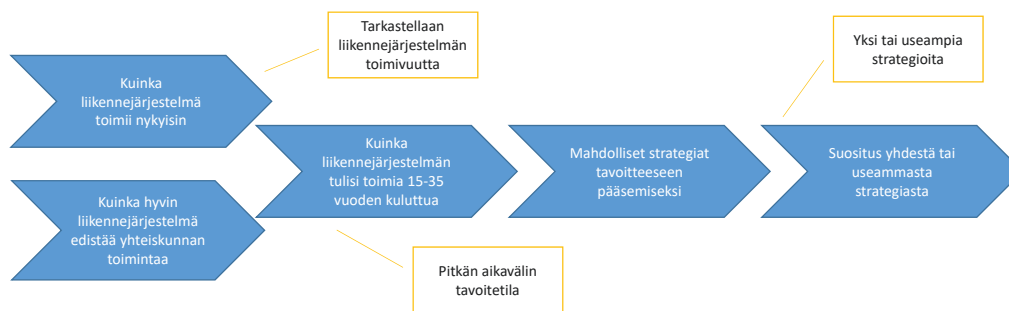 Tarkastellaan
liikennejärjestelmän
toimivuutta
Yksi tai useampia
strategioita
Kuinka
liikennejärjestelmä
toimii nykyisin
Kuinka
liikennejärjestelmän
tulisi toimia 15-35
vuoden kuluttua
Mahdolliset strategiat
tavoitteeseen
pääsemiseksi
Suositus yhdestä tai
useammasta
strategiasta
Kuinka hyvin
liikennejärjestelmä
edistää yhteiskunnan
toimintaa
Pitkän aikavälin
tavoitetila